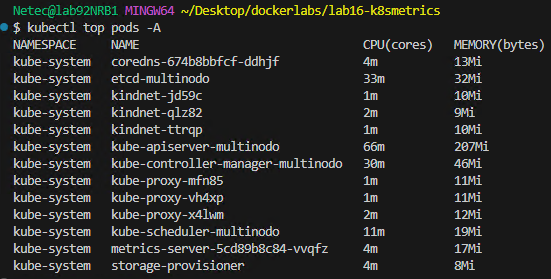 Netec@lab92NRB1 MINGW64 ~/Desktop/dockerlabs/lab16-k8smetrics
$ kubectl top pods -A
NAMESPACE NAME CPU(cores) MEMORY(bytes)
kube-system coredns-674b8bbfcf-ddhjf 4m 13Mi
kube-system etcd-multinodo 33m 32Mi
kube-system kindnet-jd59c 1m 10Mi
kube-system kindnet-qlz82 2m 9Mi
kube-system kindnet-ttrqp 1m 10Mi
kube-system kube-apiserver-multinodo 66m 207Mi
kube-system kube-controller-manager-multinodo 30m 46Mi
kube-system kube-proxy-mfn85 1m 11Mi
kube-system kube-proxy-vh4xp 1m 11Mi
kube-system kube-proxy-x4lwm 2m 12Mi
kube-system kube-scheduler-multinodo 11m 19Mi
kube-system metrics-server-5cd89b8c84-vvqfz 4m 17Mi
kube-system storage-provisioner 4m 8Mi